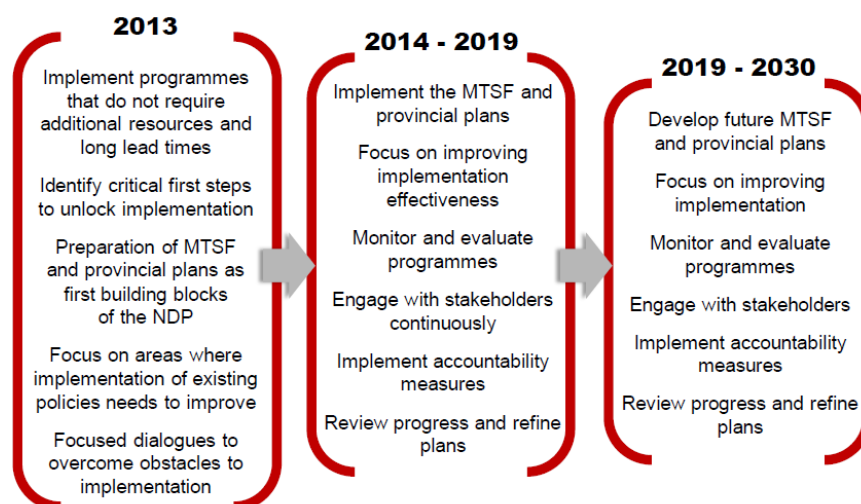 2013
Implement programmes
that do not require
additional resources and
long lead times
Identify critical first steps
to unlock implementation
Preparation of MTSF
and provincial plans as
first building blocks
of the NDP
Focus on areas where
implementation of existing
policies needs to improve
Focused dialogues to
overcome obstacles to
implementation
2014 - 2019
Implement the MTSF and
provincial plans
Focus on improving
implementation
effectiveness
Monitor and evaluate
programmes
Engage with stakeholders
continuously
Implement accountability
measures
Review progress and refine
plans
2019 - 2030
Develop future MTSF
and provincial plans
Focus on improving
implementation
Monitor and evaluate
programmes
Engage with stakeholders
Implement accountability
measures
Review progress and refine
plans